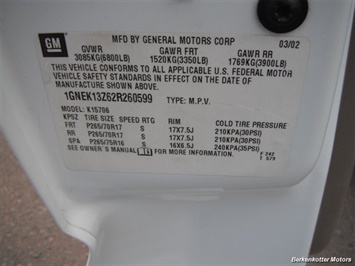 GM
MFD BY GENERAL MOTORS CORP 03/02
GVWR GAWR FRT GAWR RR
3085KG(6800LB) 1520KG(3350LB) 1769KG(3900LB)
THIS VEHICLE CONFORMS TO ALL APPLICABLE U.S. FEDERAL MOTOR
VEHICLE SAFETY STANDARDS IN EFFECT ON THE DATE OF
MANUFACTURE SHOWN ABOVE.
1GNEK13Z62R260599 TYPE: M.P.V.
MODEL: K15706
KPSZ TIRE SIZE SPEED RTG RIM COLD TIRE PRESSURE
FRT P265/70R17 S 17X7.5J 210KPA(30PSI)
RR P265/70R17 S 17X7.5J 210KPA(30PSI)
SPA P265/75R16 S 16X6.5J 240KPA(35PSI)
SEE OWNER'S MANUAL FOR MORE INFORMATION. F 247
T 579
Berkenkotter Motors